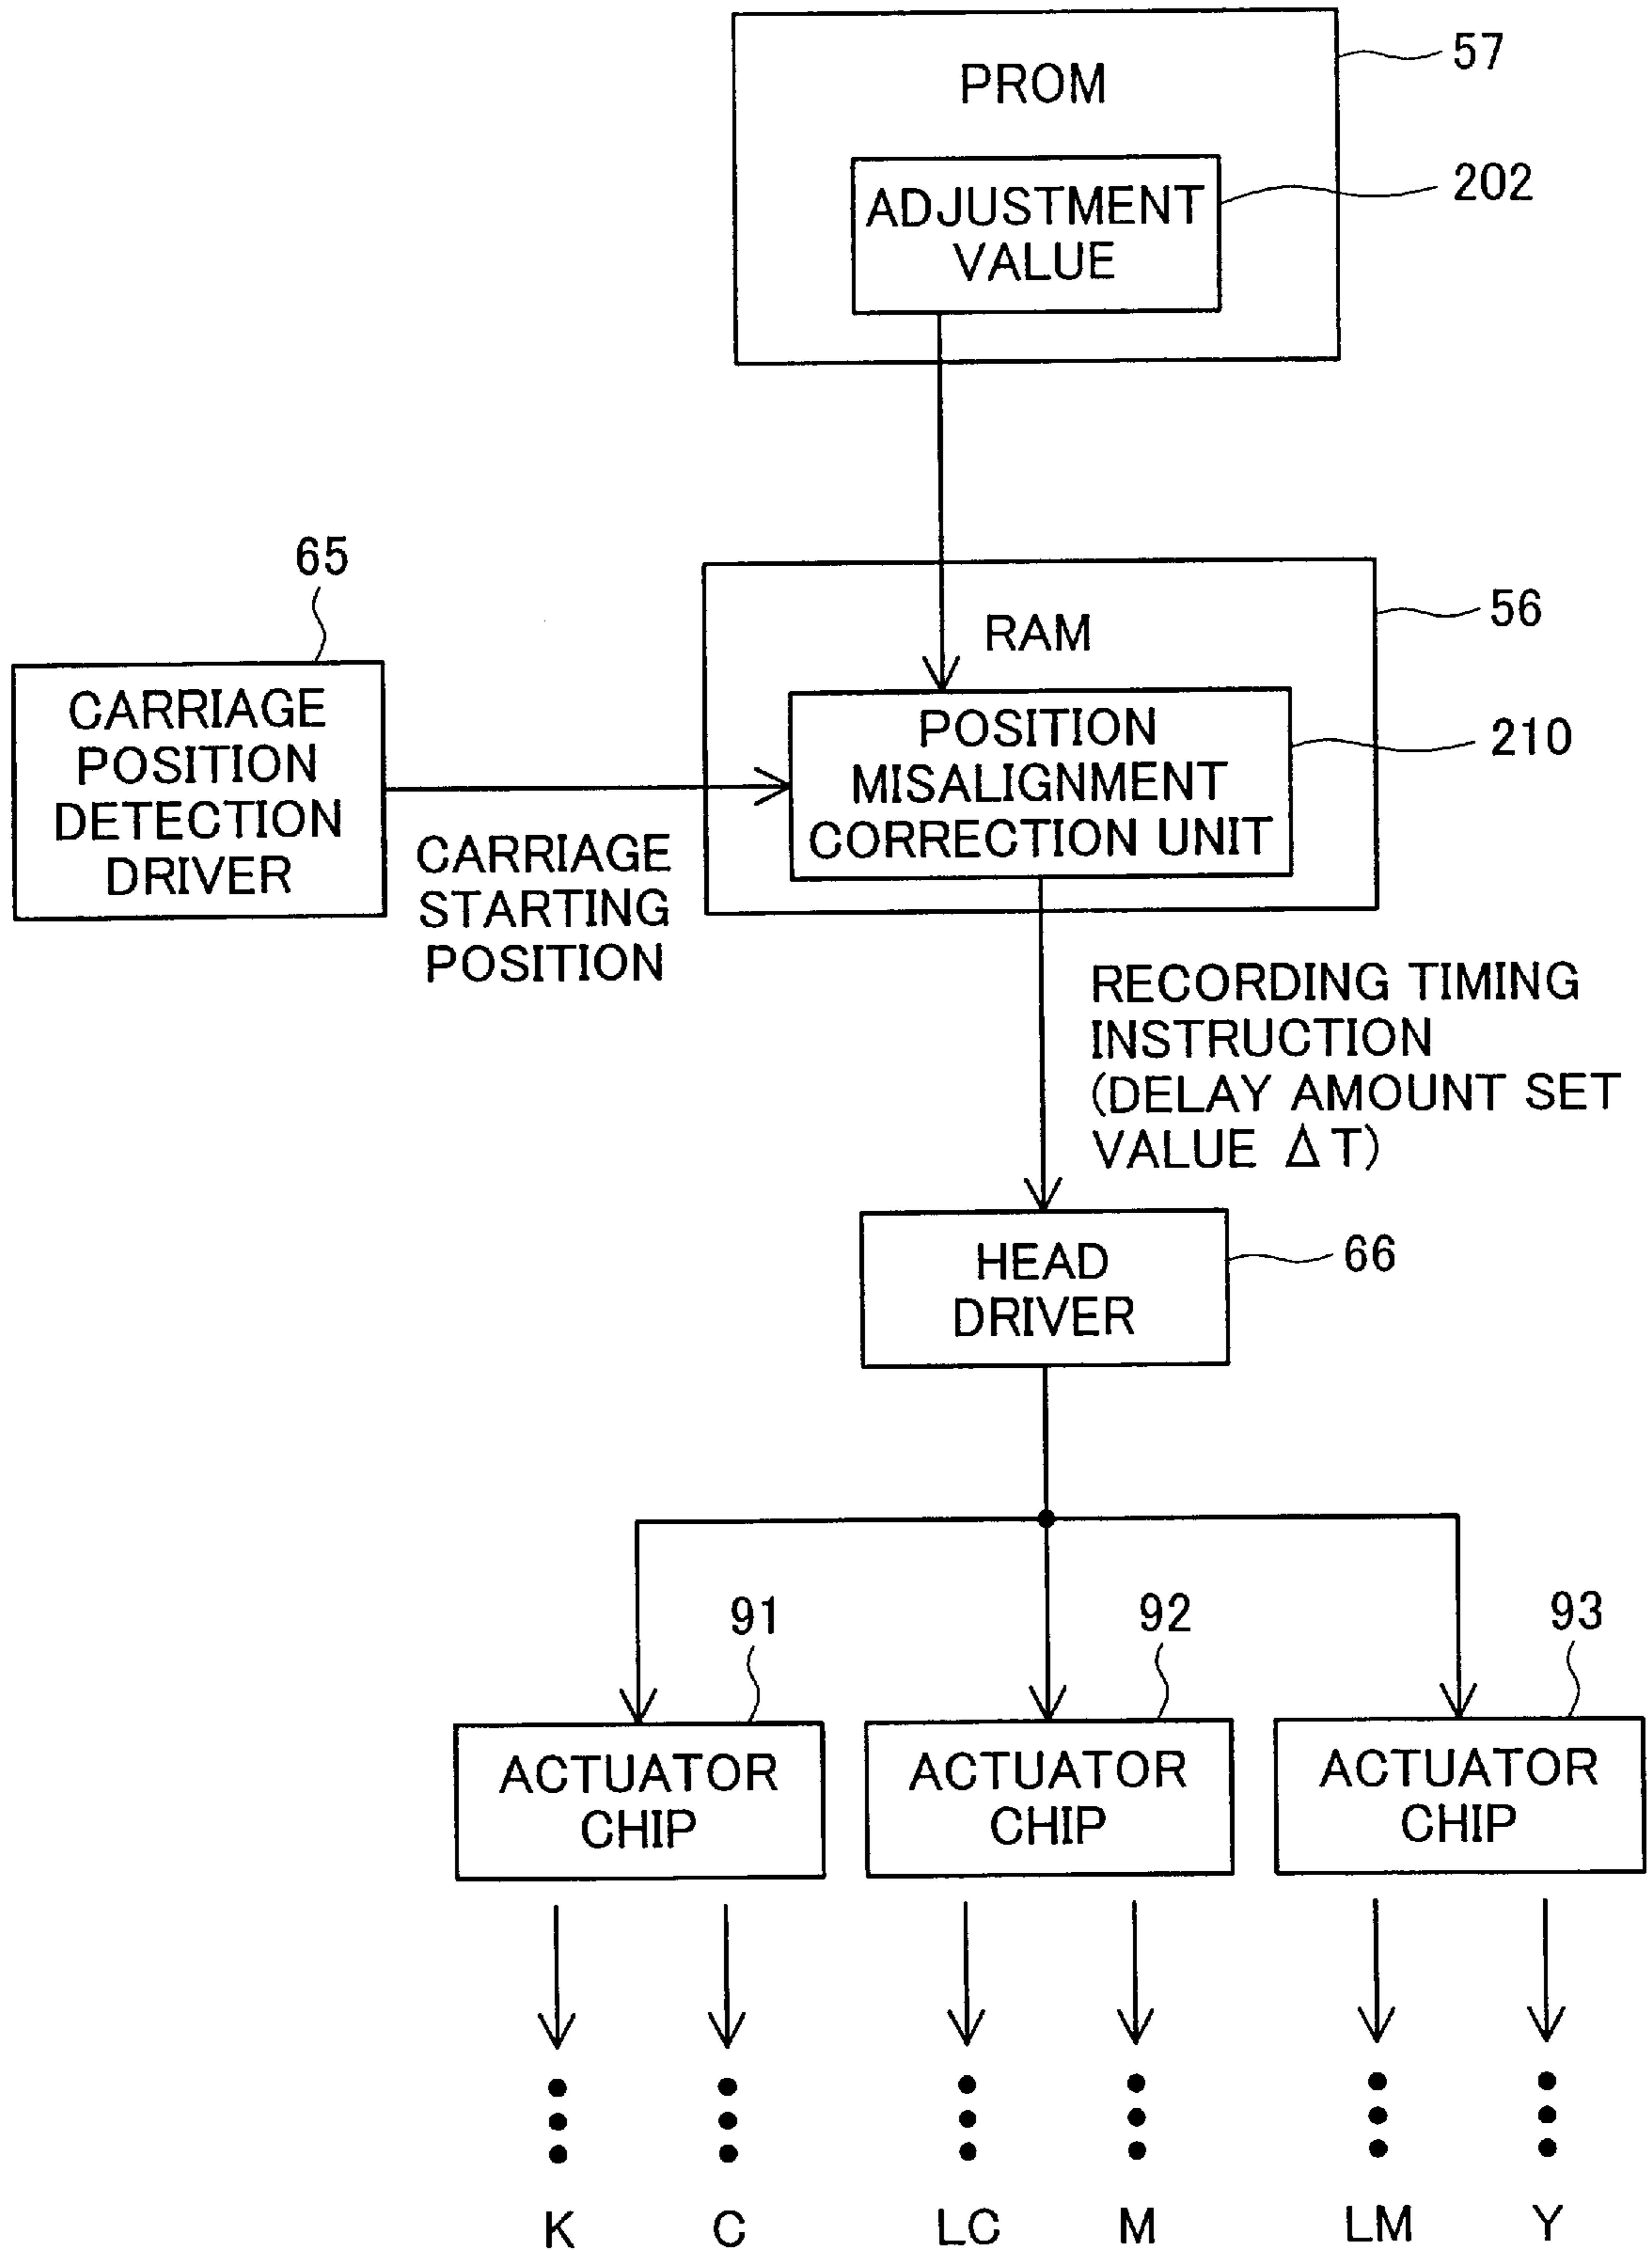 57
PROM
202
ADJUSTMENT
VALUE
65
56
RAM
CARRIAGE
POSITION
DETECTION
DRIVER
210
POSITION
MISALIGNMENT
CORRECTION UNIT
CARRIAGE
STARTING
POSITION
RECORDING TIMING
INSTRUCTION
(DELAY AMOUNT SET
VALUE ΔT)
HEAD
DRIVER
66
91
92
93
ACTUATOR
CHIP
ACTUATOR
CHIP
ACTUATOR
CHIP
K
C
LC
M
LM
Y